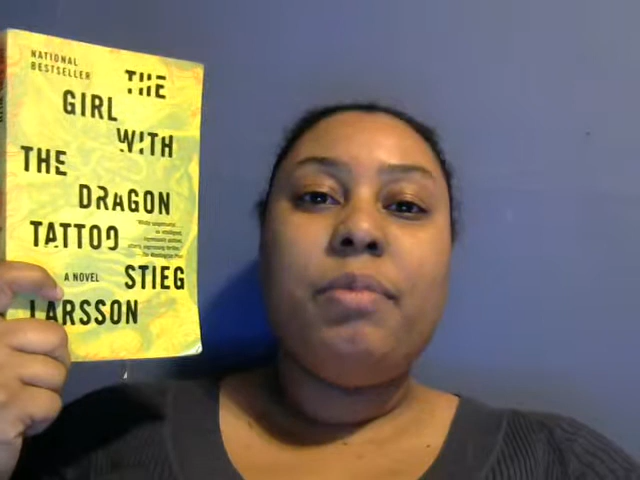 NATIONAL
BESTSELLER
THE
GIRL
WITH
THE
DRAGON
TATTOO
A NOVEL
STIEG
LARSSON